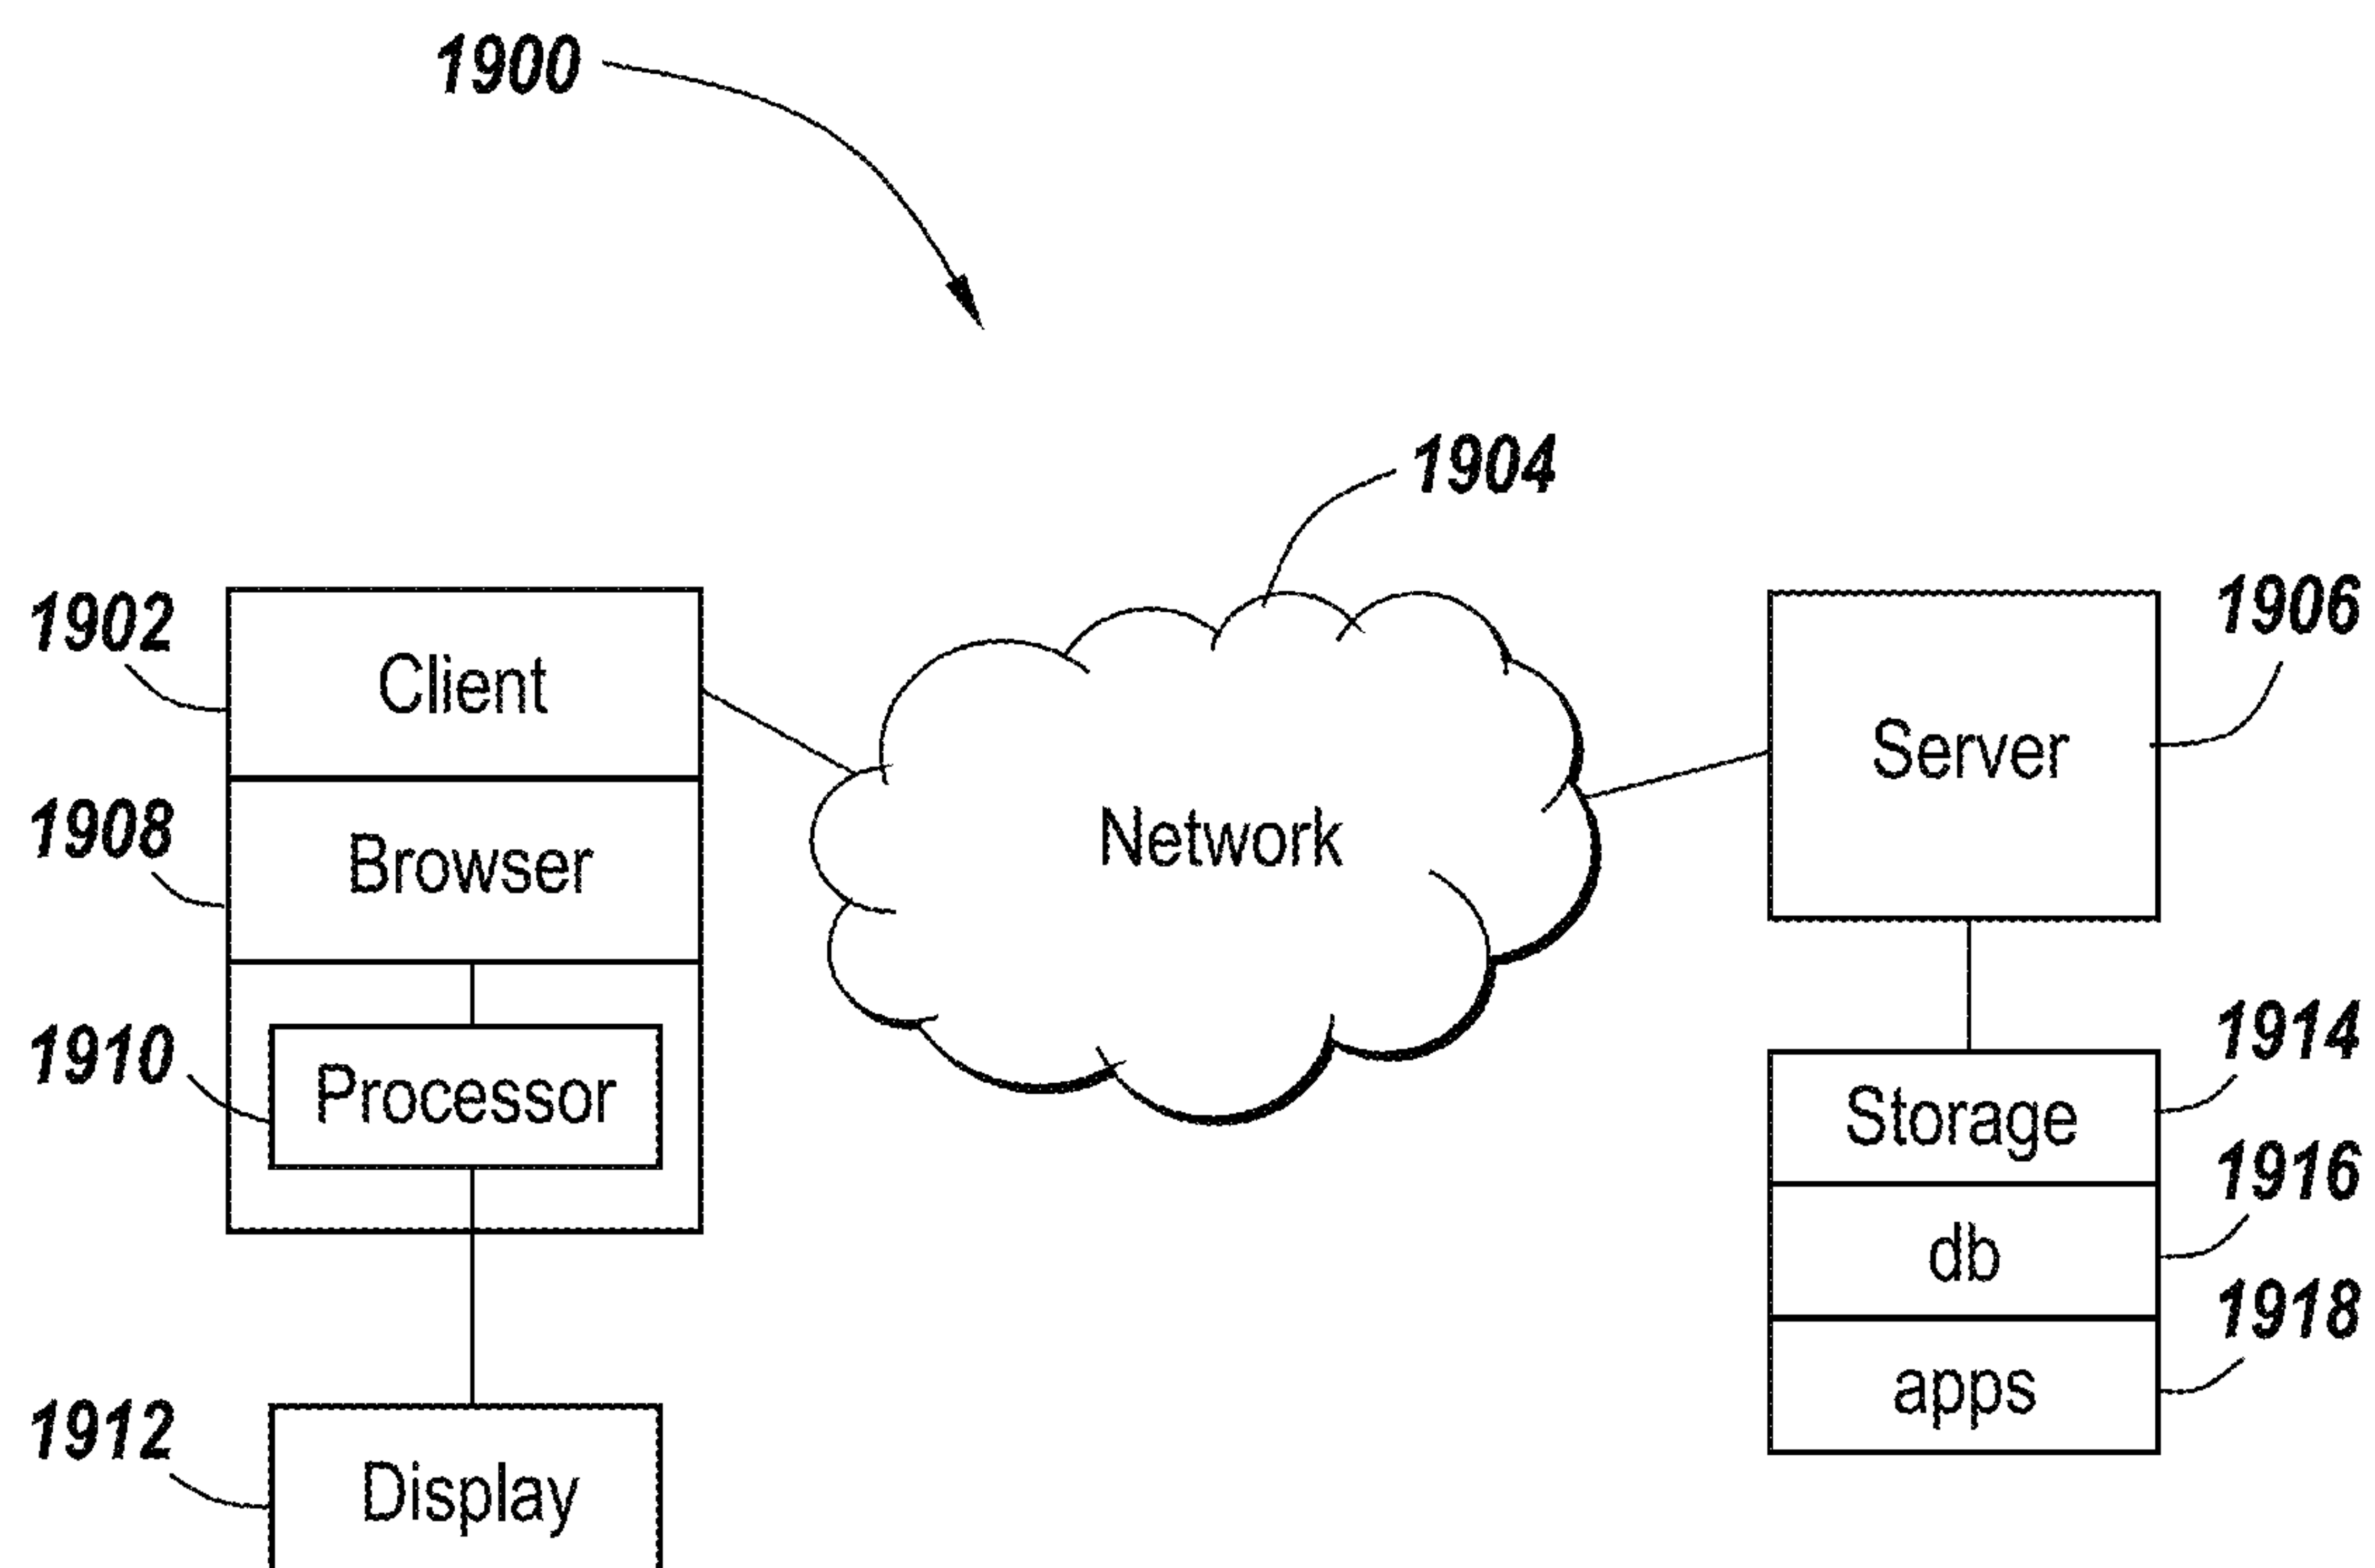 1900
1904
1902
Client
1906
Server
1908
Browser
Network
1910
Processor
1914
Storage
1916
db
1918
apps
1912
Display